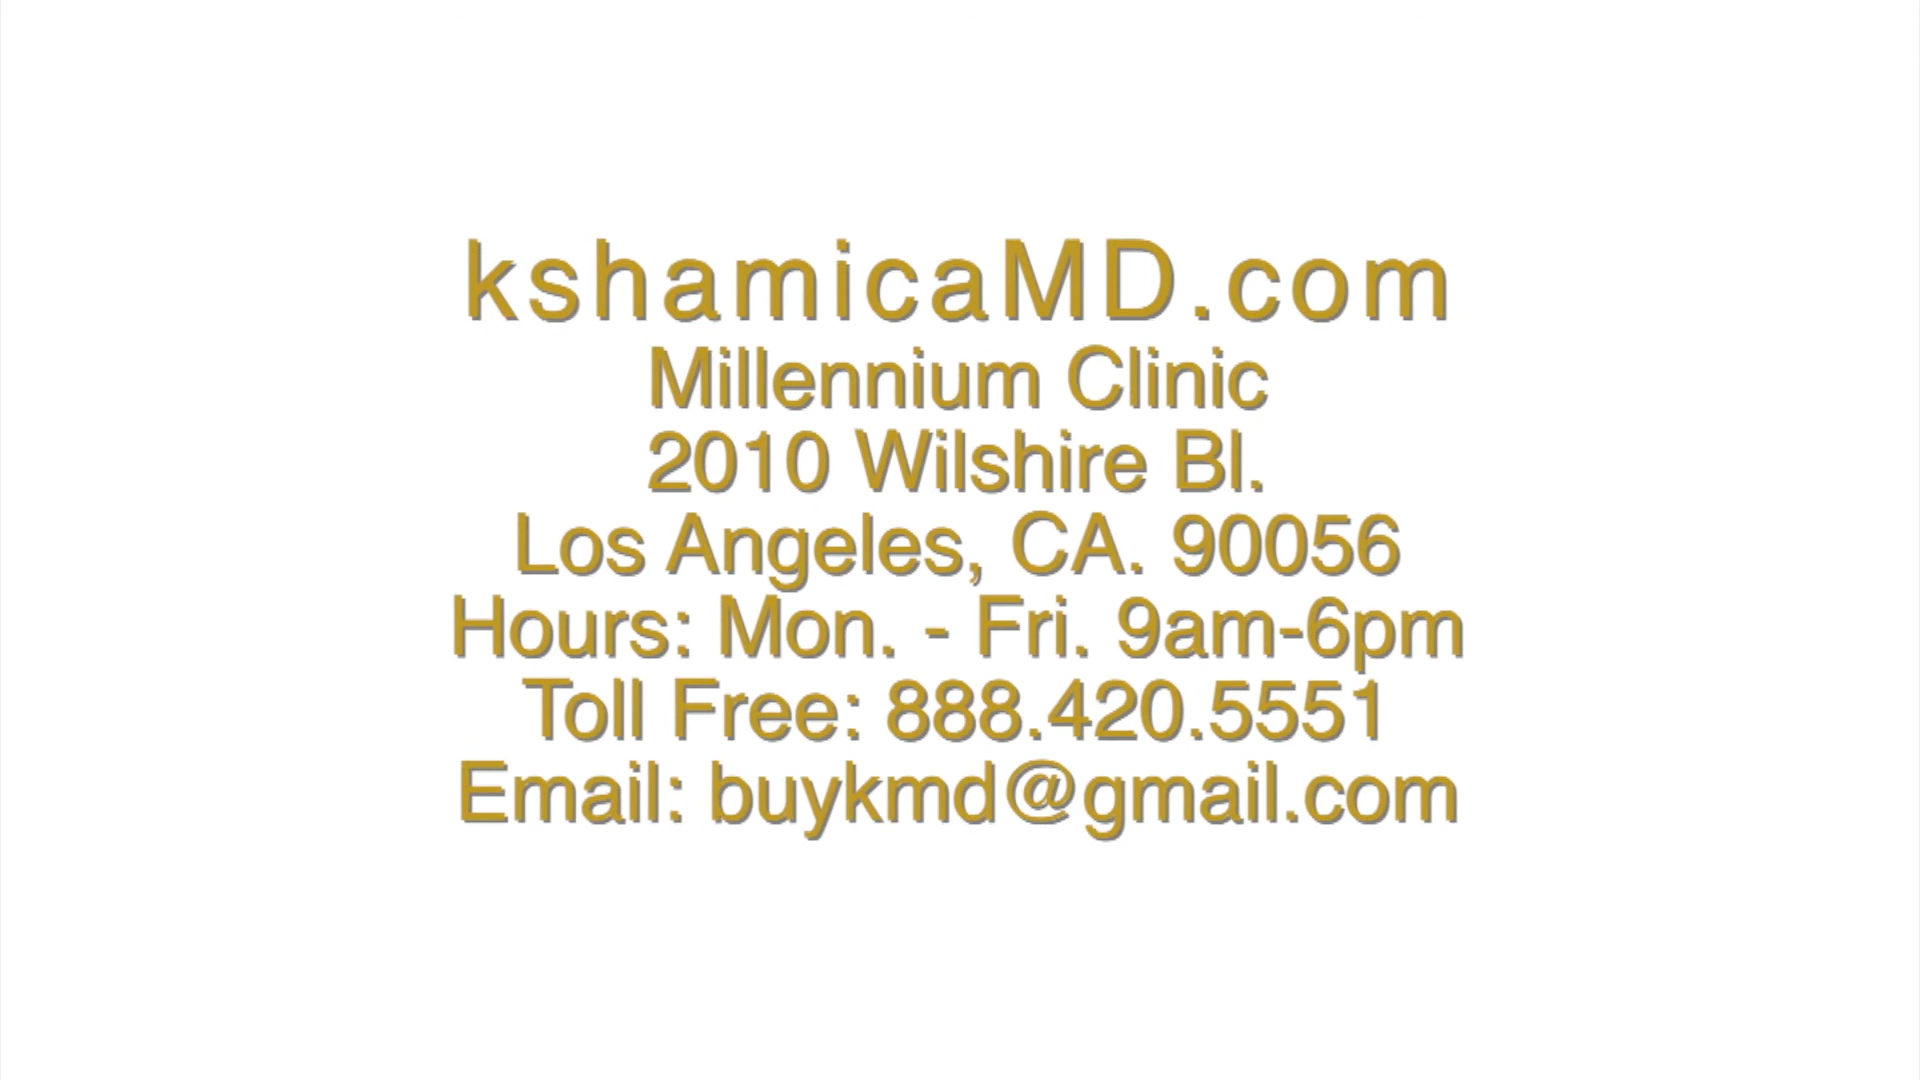 kshamicaMD.com
Millennium Clinic
2010 Wilshire Bl.
Los Angeles, CA. 90056
Hours: Mon. - Fri. 9am-6pm
Toll Free: 888.420.5551
Email: buykmd@gmail.com